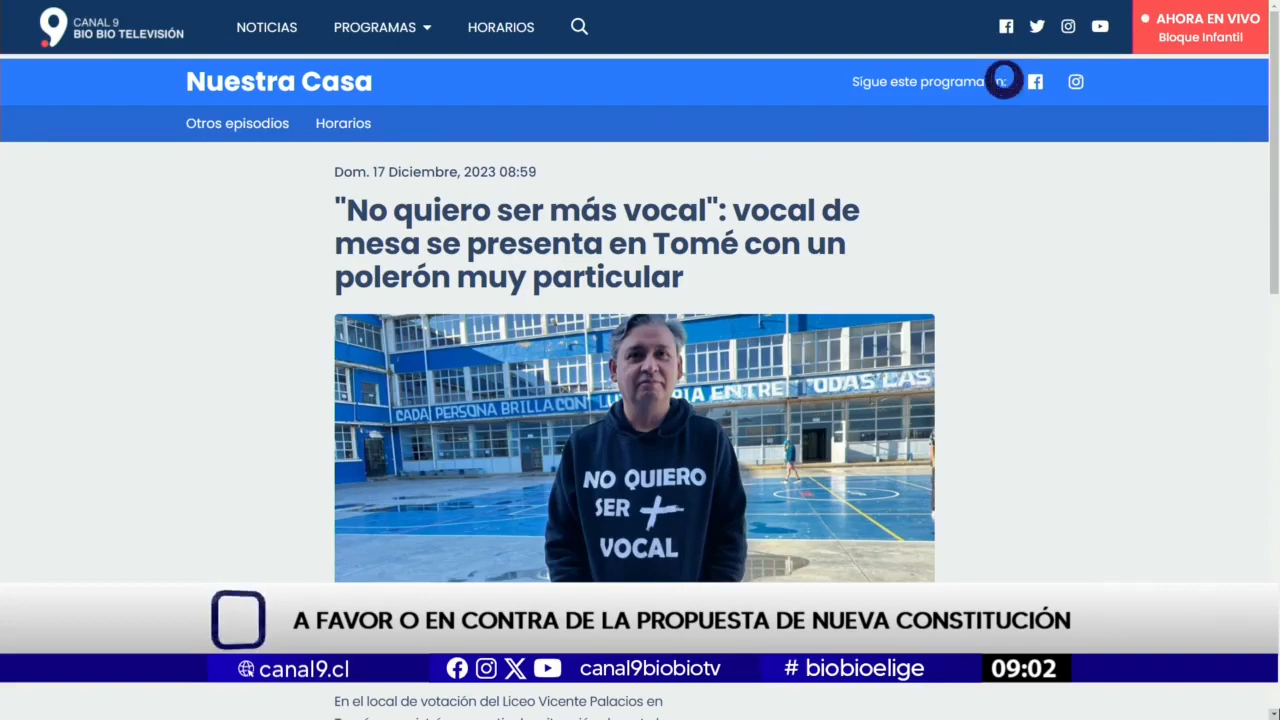 CANAL 9
BIO BIO TELEVISIÓN
NOTICIAS
PROGRAMAS
HORARIOS
AHORA EN VIVO
Bloque Infantil
Nuestra Casa
Sigue este programa en:
Otros episodios
Horarios
Dom. 17 Diciembre, 2023 08:59
"No quiero ser más vocal": vocal de
mesa se presenta en Tomé con un
polerón muy particular
CADA PERSONA BRILLA CON LUZ PROPIA ENTRE TODAS LAS
NO QUIERO
SER +
VOCAL
A FAVOR O EN CONTRA DE LA PROPUESTA DE NUEVA CONSTITUCIÓN
canal9.cl
canal9biobiotv
# biobioelige
09:02
En el local de votación del Liceo Vicente Palacios en